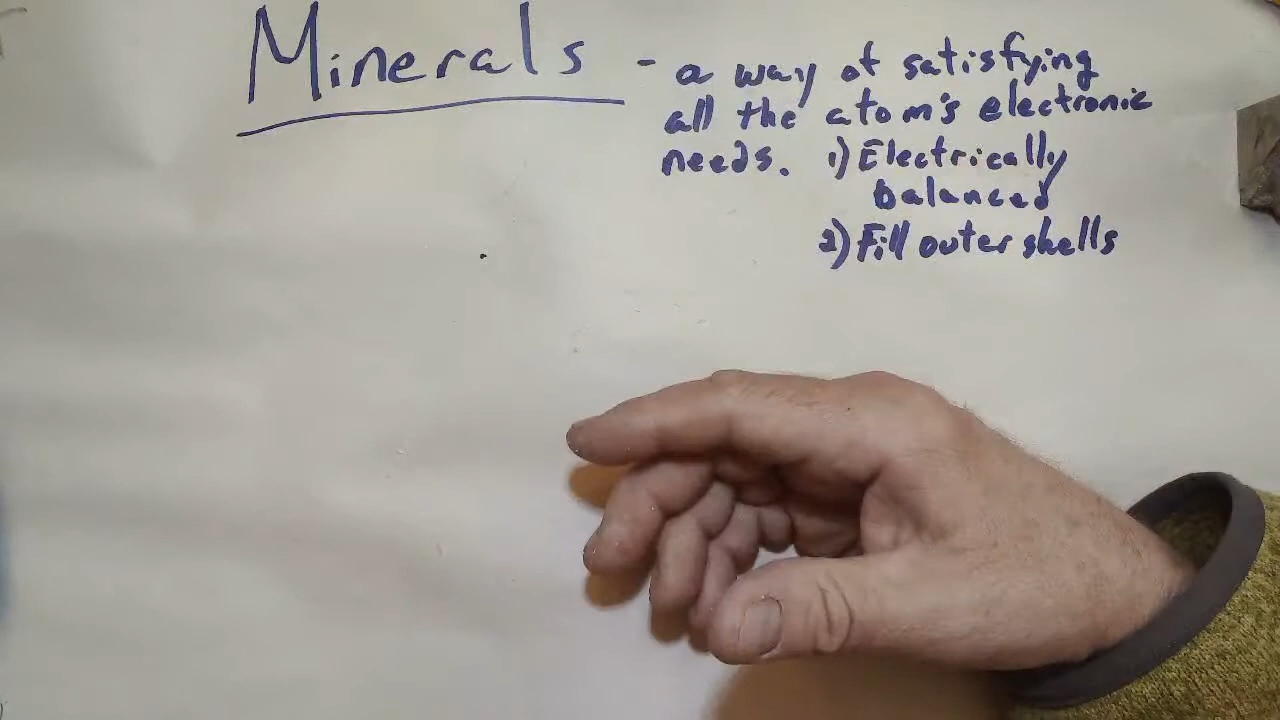 Minerals - a way of satisfying
all the atom's electronic
needs. 1) Electrically
balanced
2) Fill outer shells